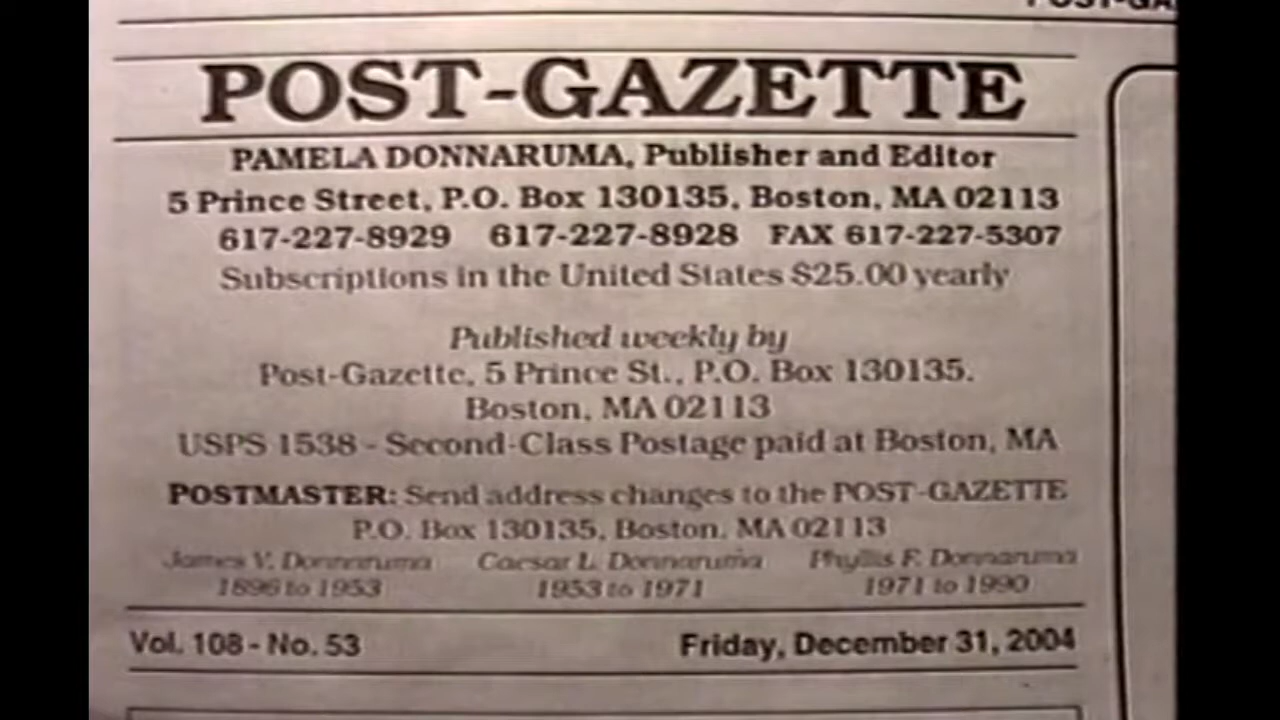 POST-GAZETTE
PAMELA DONNARUMA, Publisher and Editor
5 Prince Street, P.O. Box 130135, Boston, MA 02113
617-227-8929 617-227-8928 FAX 617-227-5307
Subscriptions in the United States $25.00 yearly
Published weekly by
Post-Gazette, 5 Prince St., P.O. Box 130135,
Boston, MA 02113
USPS 1538 - Second-Class Postage paid at Boston, MA
POSTMASTER: Send address changes to the POST-GAZETTE
P.O. Box 130135, Boston, MA 02113
James V. Donnaruma Caesar L. Donnaruma Phyllis F. Donnaruma
1896 to 1953 1953 to 1971 1971 to 1990
Vol. 108 - No. 53 Friday, December 31, 2004